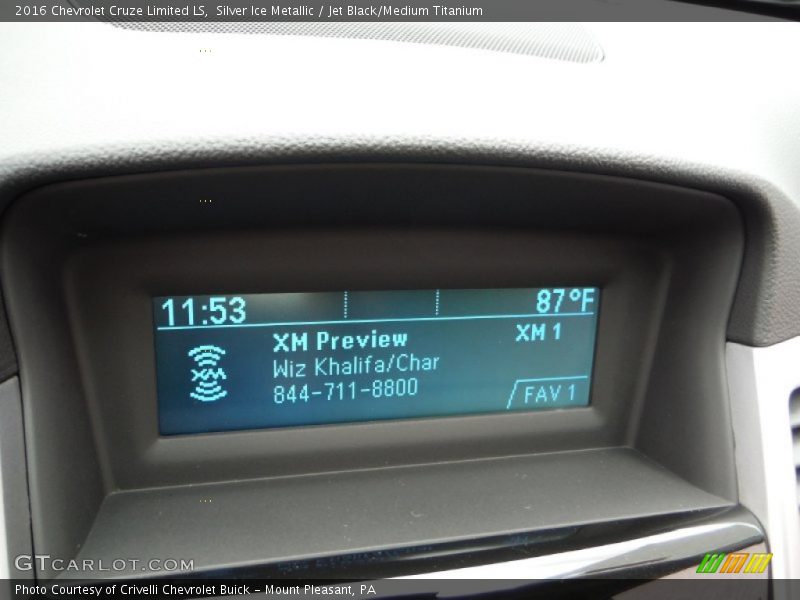 2016 Chevrolet Cruze Limited LS, Silver Ice Metallic / Jet Black/Medium Titanium
11:53
87°F
XM Preview
XM 1
XM
Wiz Khalifa/Char
844-711-8800
FAV 1
GTCARLOT.COM
Photo Courtesy of Crivelli Chevrolet Buick – Mount Pleasant, PA